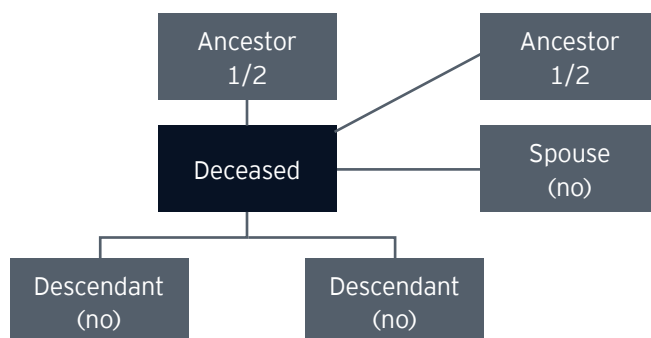 Ancestor
1/2
Ancestor
1/2
Deceased
Spouse
(no)
Descendant
(no)
Descendant
(no)